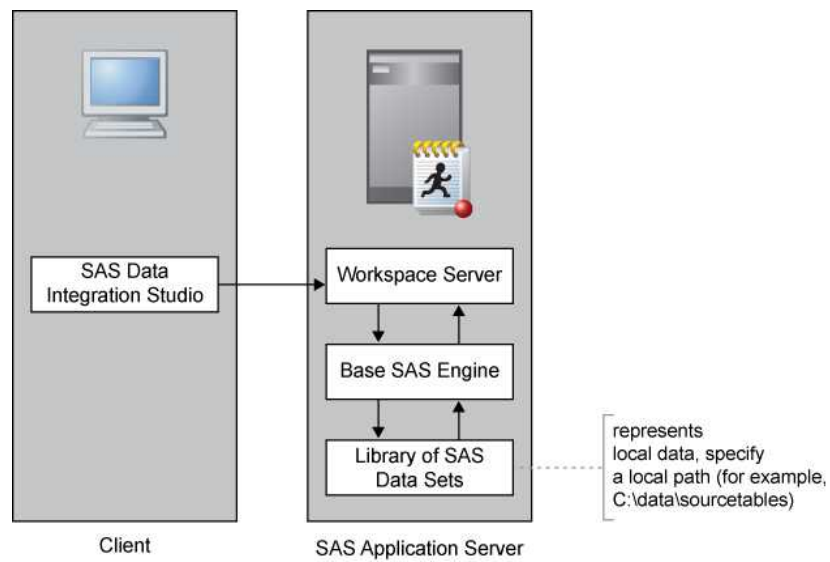 SAS Data
Integration Studio
Workspace Server
Base SAS Engine
Library of SAS
Data Sets
represents
local data, specify
a local path (for example,
C:\data\sourcetables)
Client
SAS Application Server